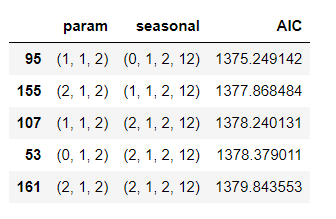 param seasonal AIC
95 (1, 1, 2) (0, 1, 2, 12) 1375.249142
155 (2, 1, 2) (1, 1, 2, 12) 1377.868484
107 (1, 1, 2) (2, 1, 2, 12) 1378.240131
53 (0, 1, 2) (2, 1, 2, 12) 1378.379011
161 (2, 1, 2) (2, 1, 2, 12) 1379.843553